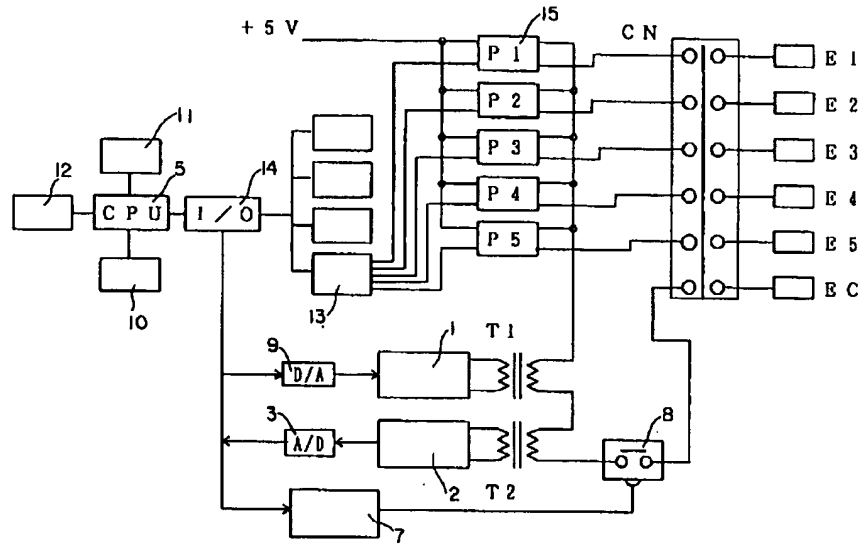 + 5 V
15
C N
P 1
E 1
P 2
E 2
11
P 3
E 3
12
5
14
C P U
I / O
P 4
E 4
P 5
E 5
10
13
E C
1
T 1
9
D / A
3
A / D
8
2
T 2
7